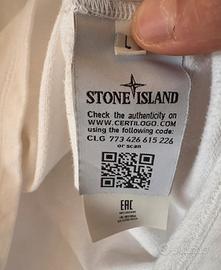 L
STONE ISLAND
Check the authenticity
on WWW.CERTILOGO.COM
using the following code:
CLG 773 426 615 226
or scan
EAC